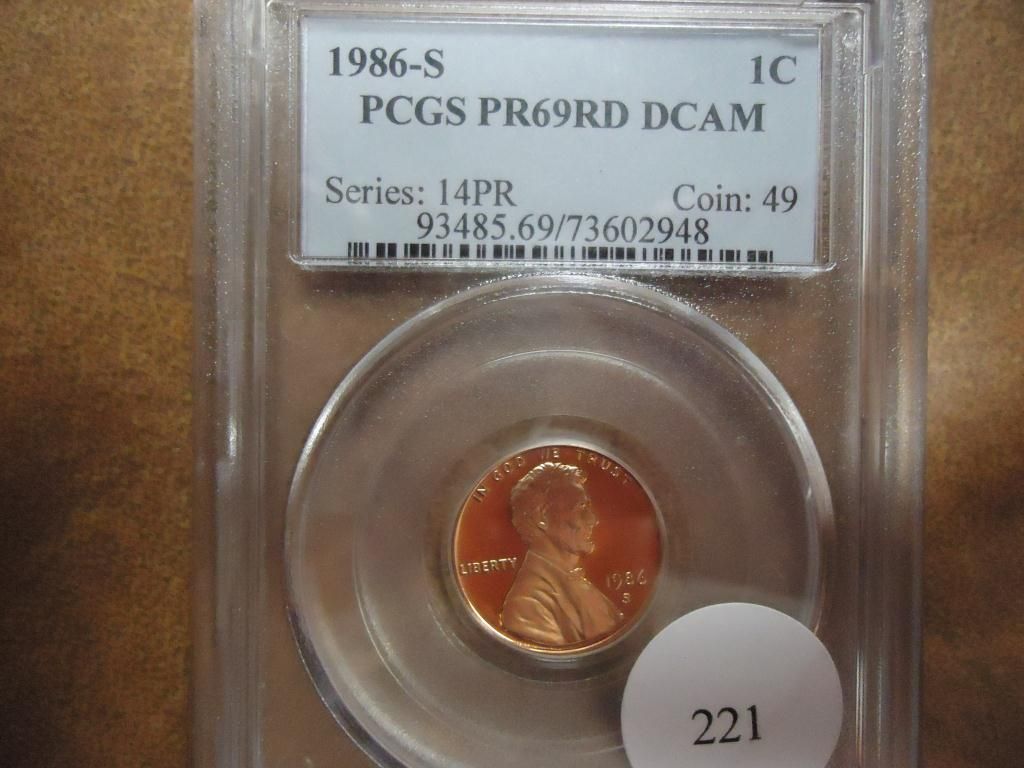 1986-S 1C
PCGS PR69RD DCAM
Series: 14PR Coin: 49
93485.69/73602948
IN GOD WE TRUST
LIBERTY
1986
S
221